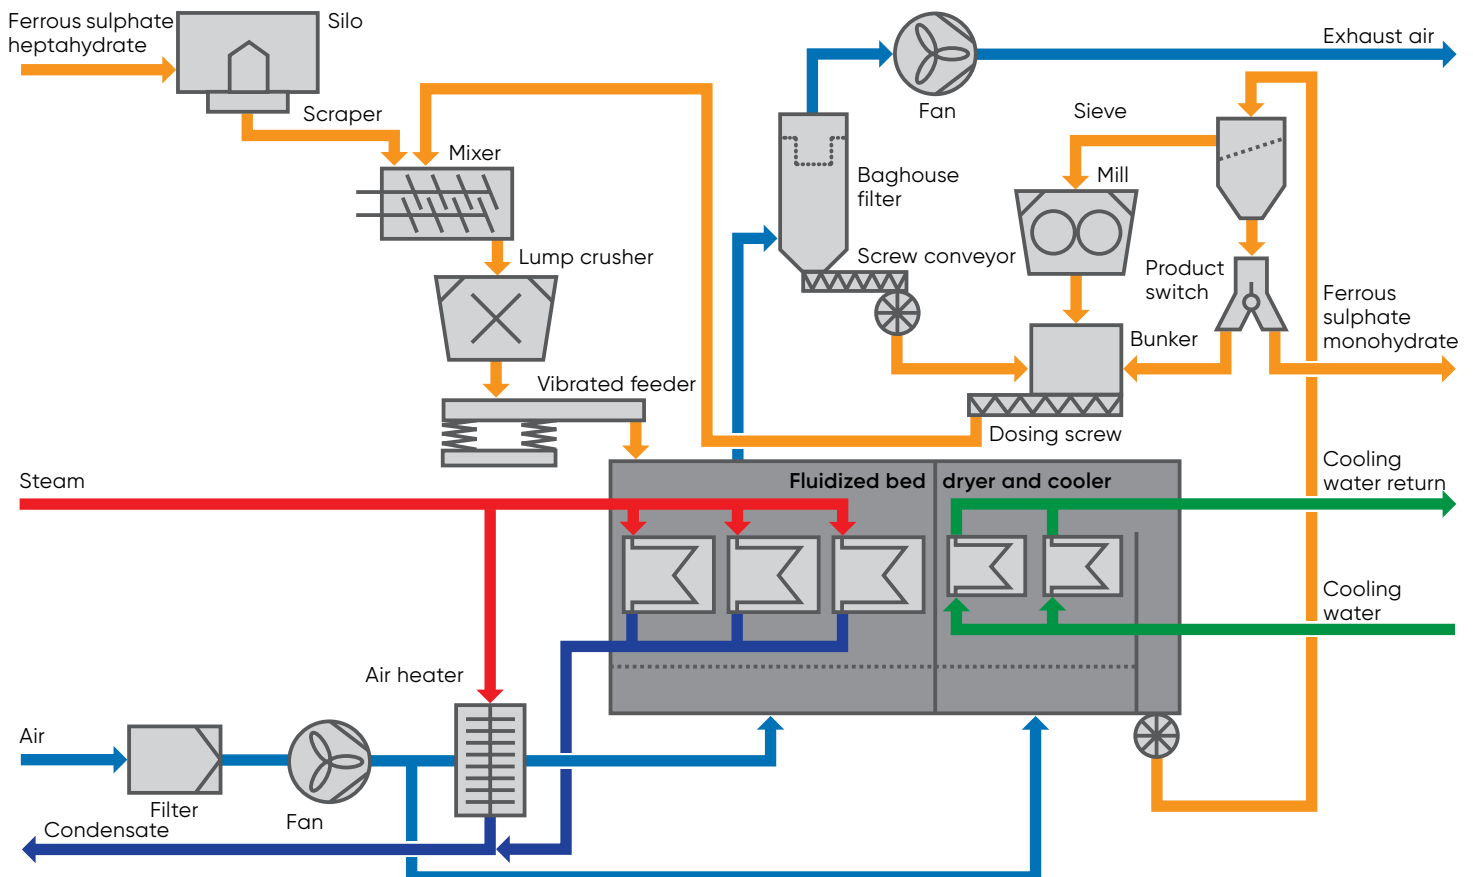 Ferrous sulphate
heptahydrate
Silo
Scraper
Mixer
Lump crusher
Vibrated feeder
Fan
Exhaust air
Sieve
Baghouse
filter
Mill
Screw conveyor
Product
switch
Ferrous
sulphate
monohydrate
Bunker
Dosing screw
Steam
Fluidized bed dryer and cooler
Cooling
water return
Cooling
water
Air heater
Air
Filter
Fan
Condensate